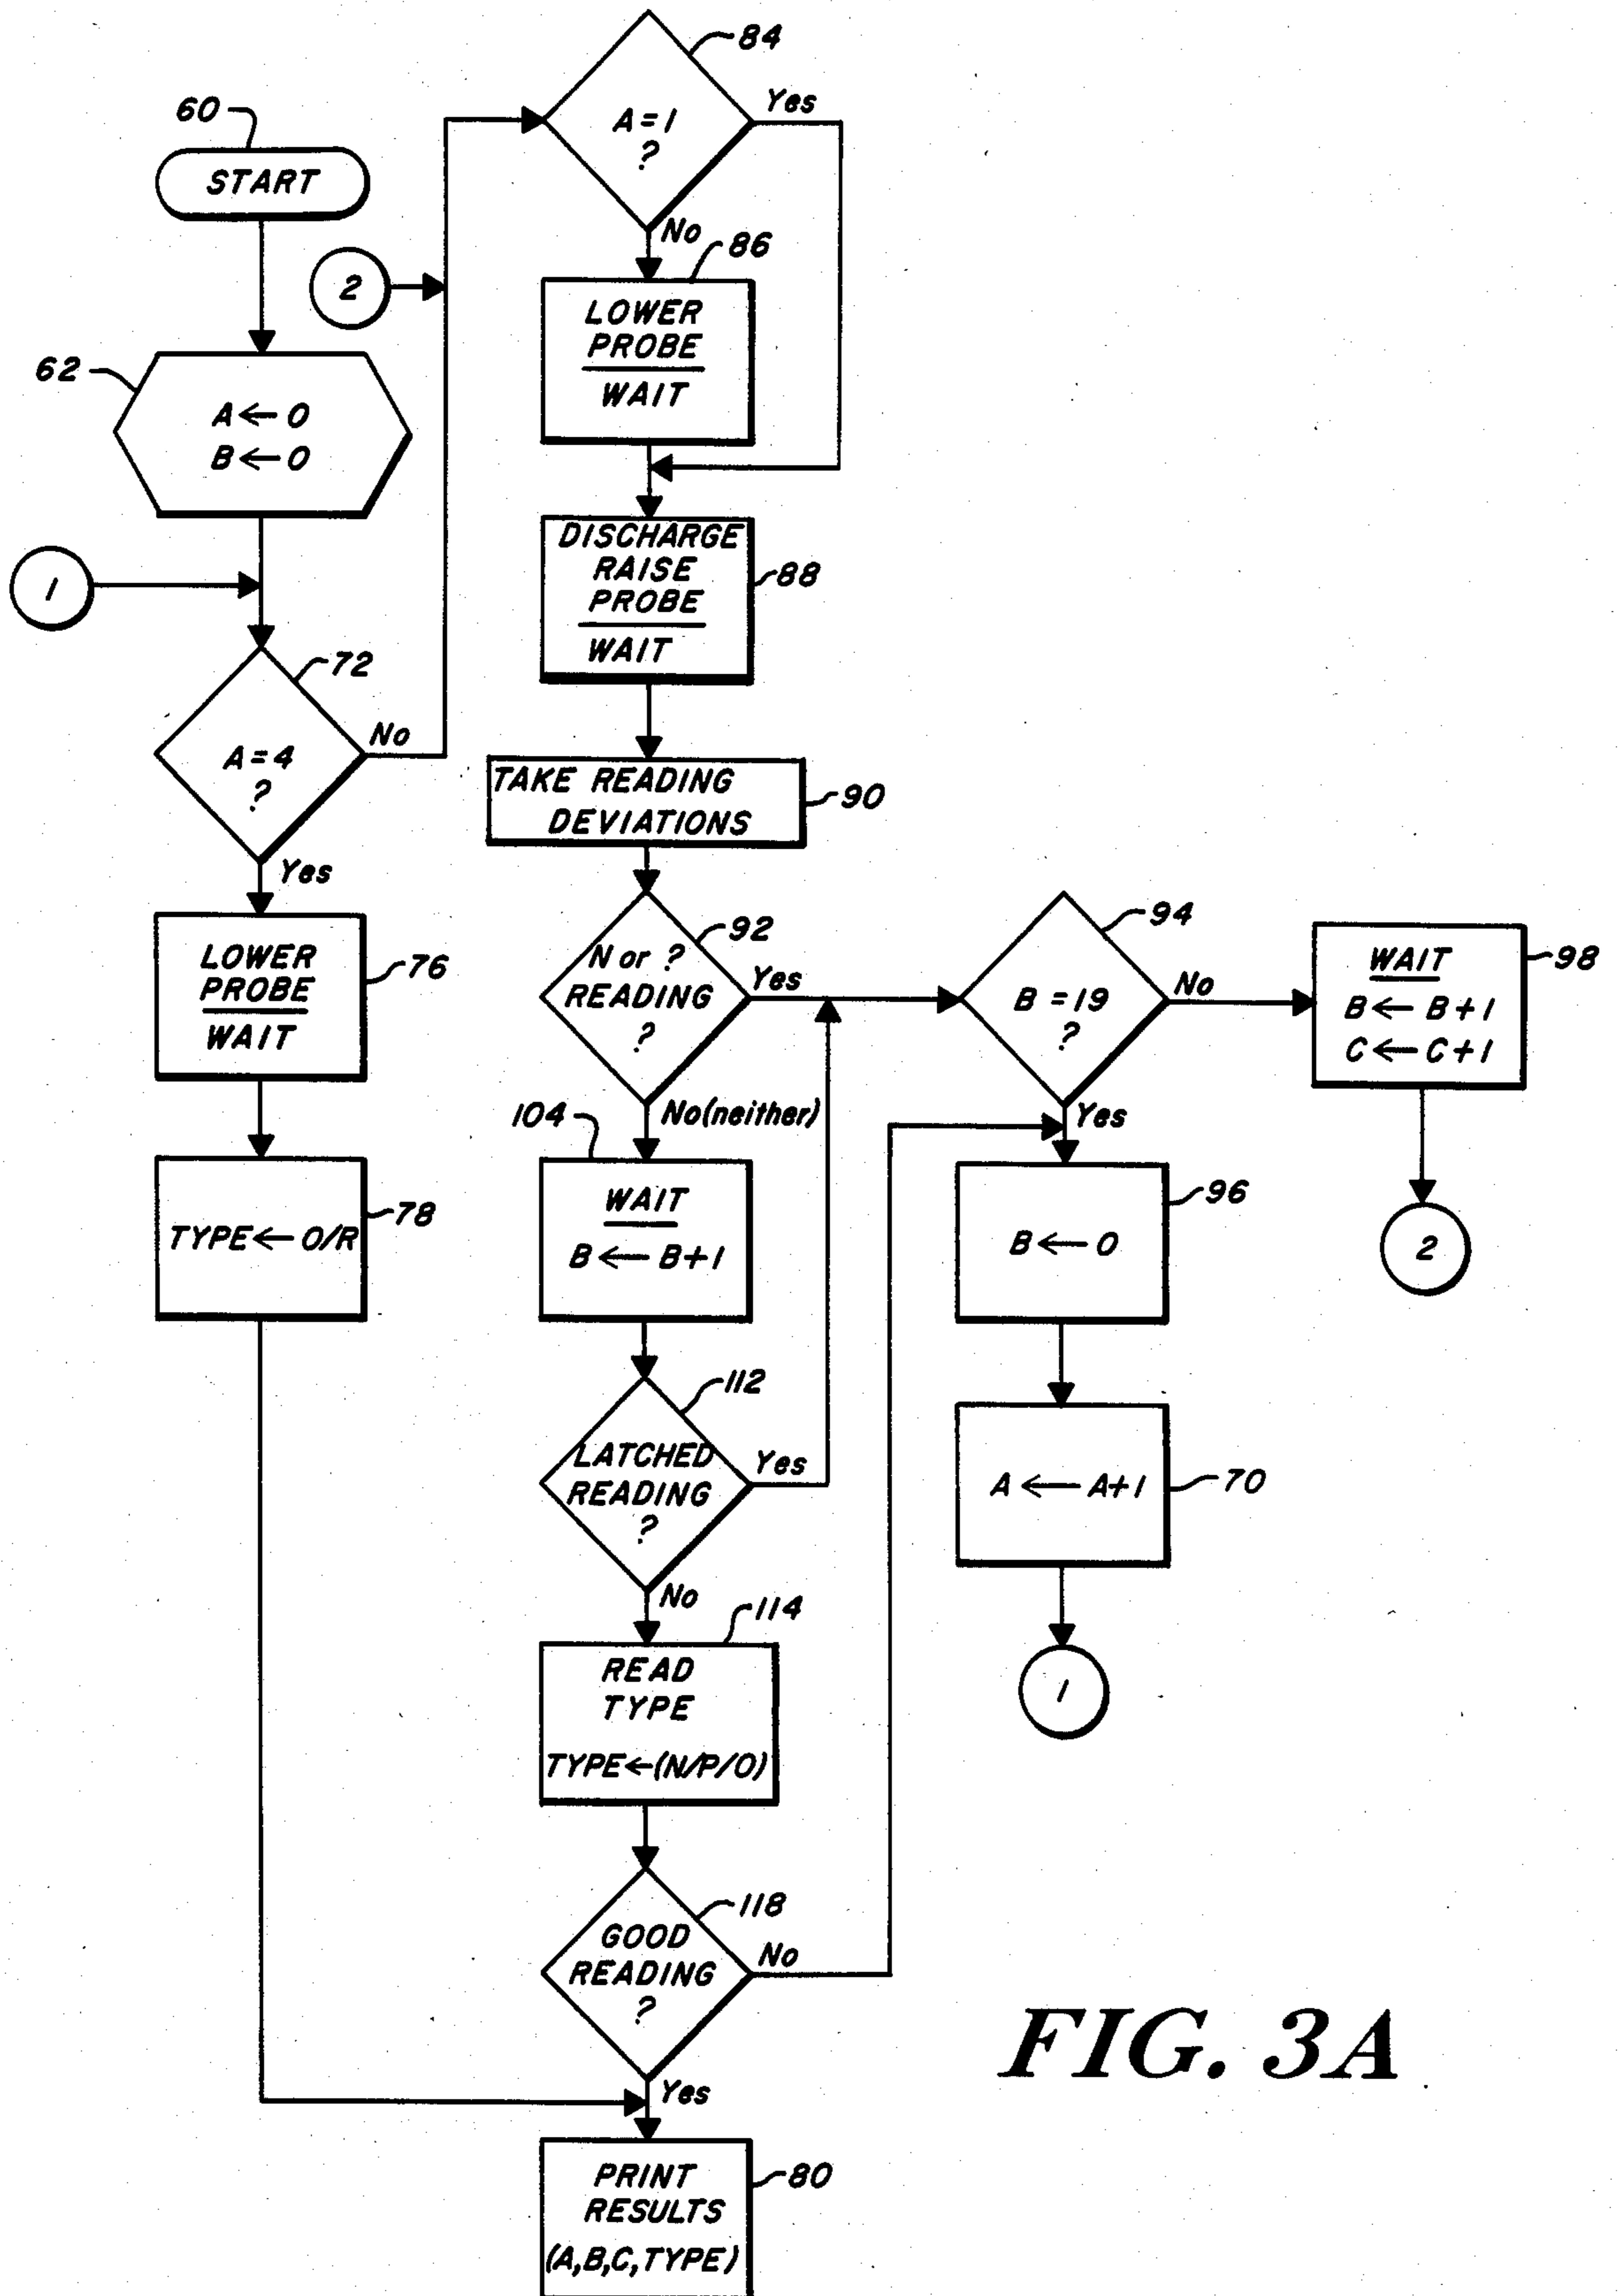 60
START
62
A ← 0
B ← 0
1
72
A = 4
?
No
Yes
LOWER
PROBE
WAIT
76
TYPE ← O/R
78
2
84
A = 1
?
Yes
No
86
LOWER
PROBE
WAIT
DISCHARGE
RAISE
PROBE
WAIT
88
TAKE READING
DEVIATIONS
90
92
N or ?
READING
?
Yes
No (neither)
104
WAIT
B ← B + 1
112
LATCHED
READING
?
Yes
No
114
READ
TYPE
TYPE ← (N/P/O)
118
GOOD
READING
?
No
Yes
PRINT
RESULTS
(A, B, C, TYPE)
80
94
B = 19
?
No
Yes
98
WAIT
B ← B + 1
C ← C + 1
2
96
B ← 0
A ← A + 1
70
1
FIG. 3A